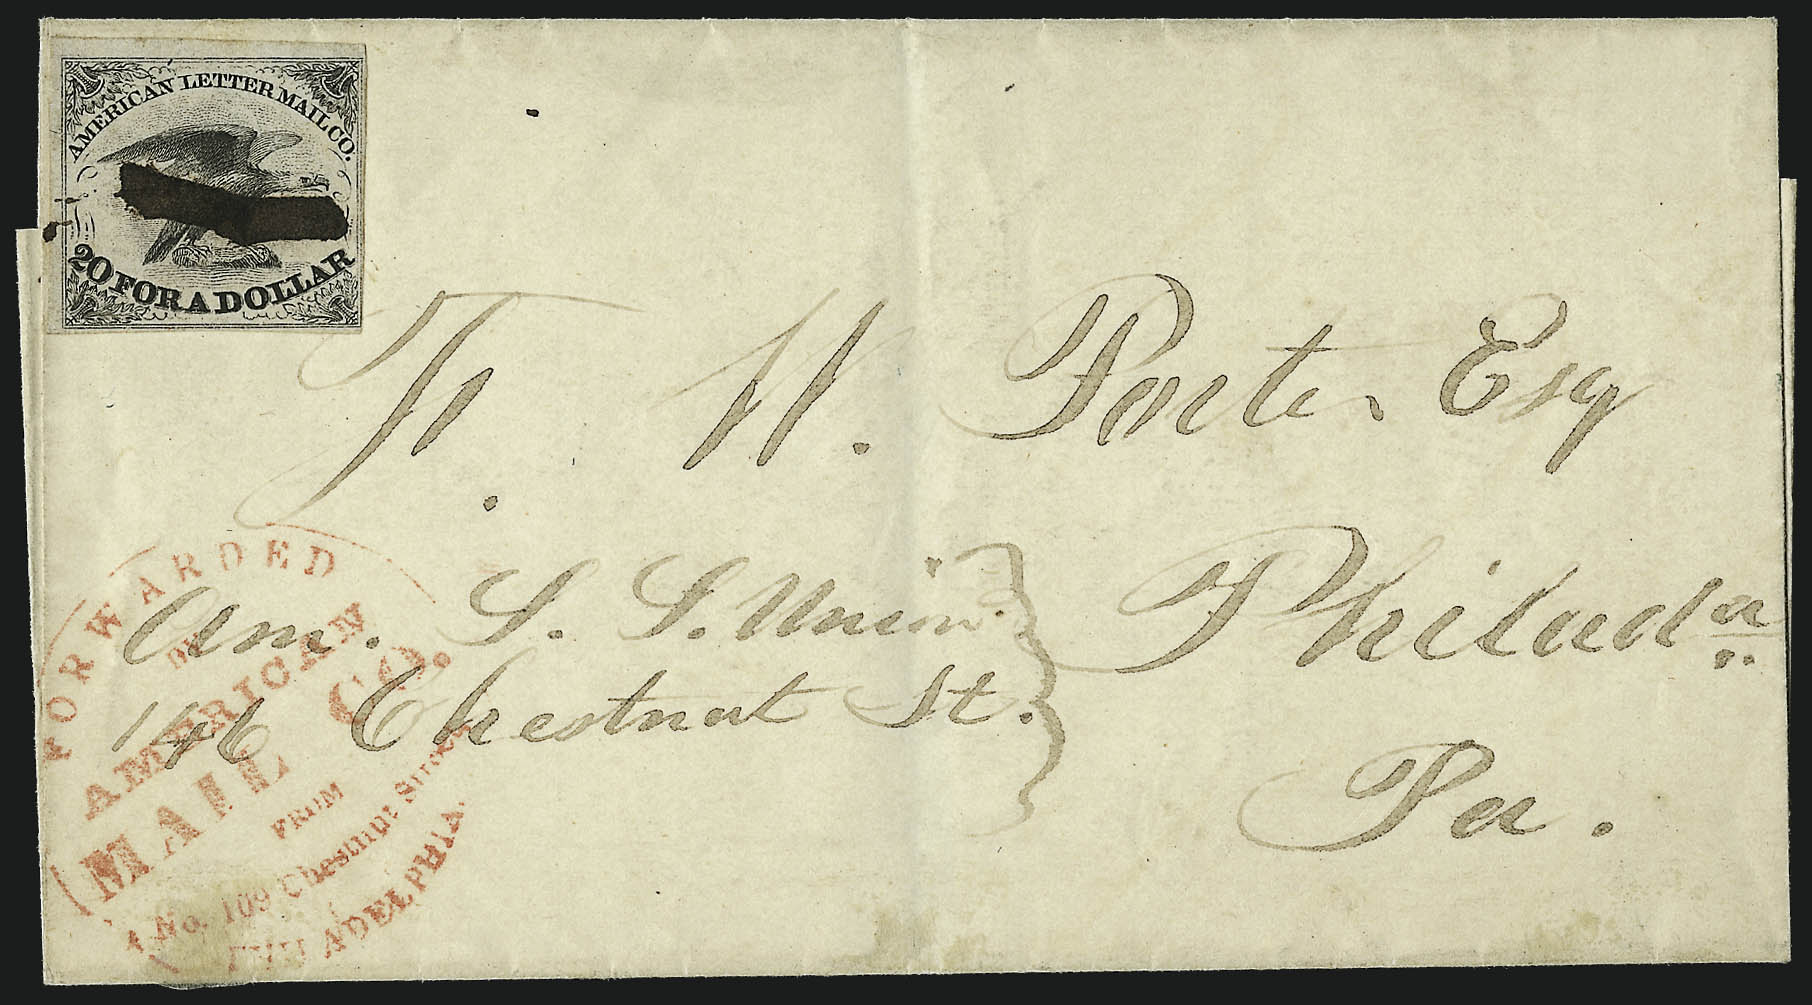 AMERICAN LETTER MAIL CO.
20 FOR A DOLLAR
F. W. Porter Esq
Am. S. S. Union
146 Chestnut St.
Philada
Pa.
FORWARDED
BY
AMERICAN
MAIL CO.
FROM
No. 109 Chestnut Street
PHILADELPHIA